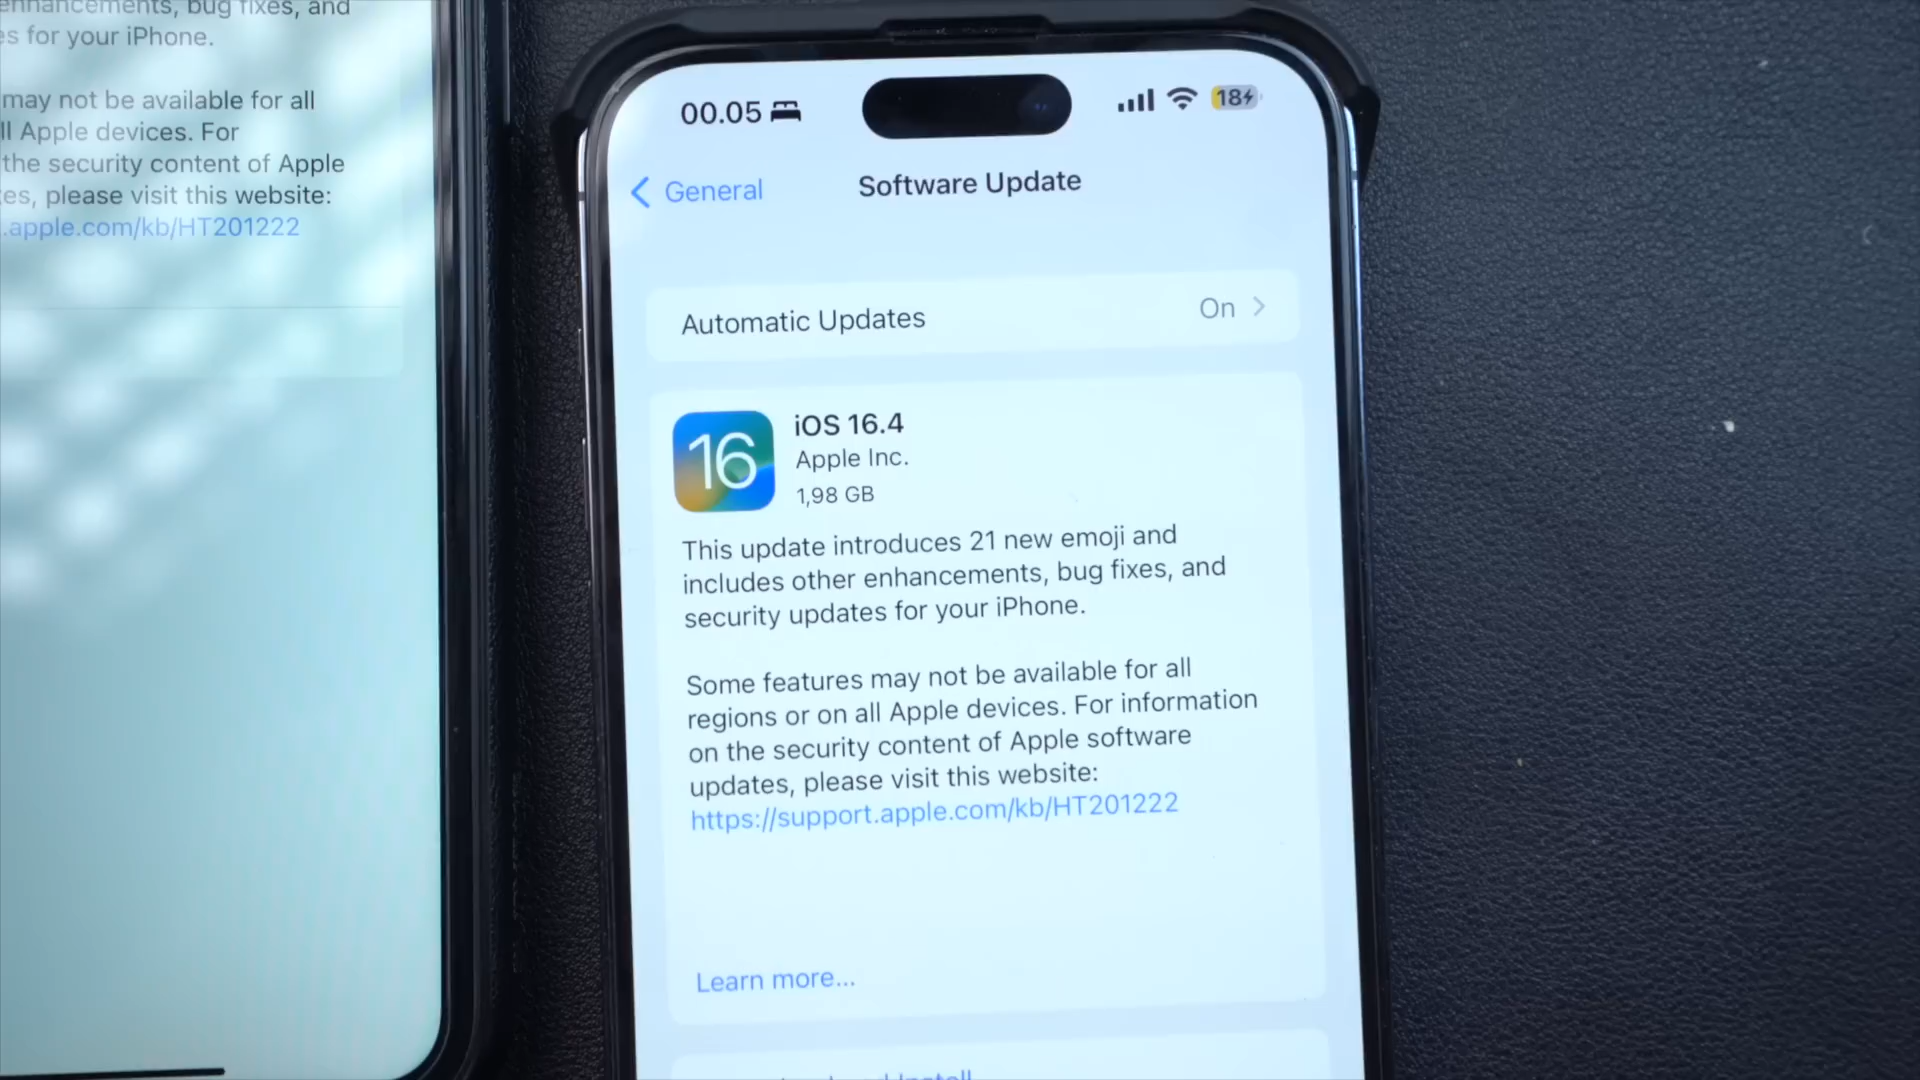 enhancements, bug fixes, and
es for your iPhone.
may not be available for all
ll Apple devices. For
the security content of Apple
es, please visit this website:
.apple.com/kb/HT201222
00.05
18
General
Software Update
Automatic Updates
On
16
iOS 16.4
Apple Inc.
1,98 GB
This update introduces 21 new emoji and
includes other enhancements, bug fixes, and
security updates for your iPhone.
Some features may not be available for all
regions or on all Apple devices. For information
on the security content of Apple software
updates, please visit this website:
https://support.apple.com/kb/HT201222
Learn more...